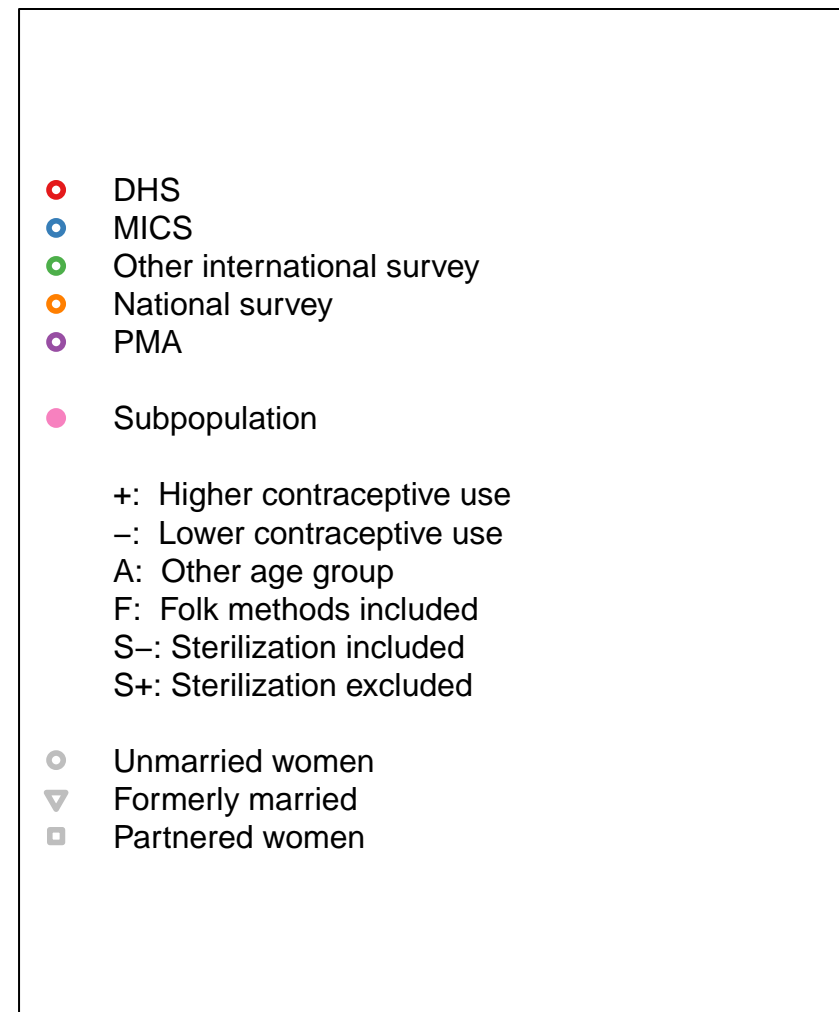 DHS
MICS
Other international survey
National survey
PMA
Subpopulation
+: Higher contraceptive use
−: Lower contraceptive use
A: Other age group
F: Folk methods included
S−: Sterilization included
S+: Sterilization excluded
Unmarried women
Formerly married
Partnered women